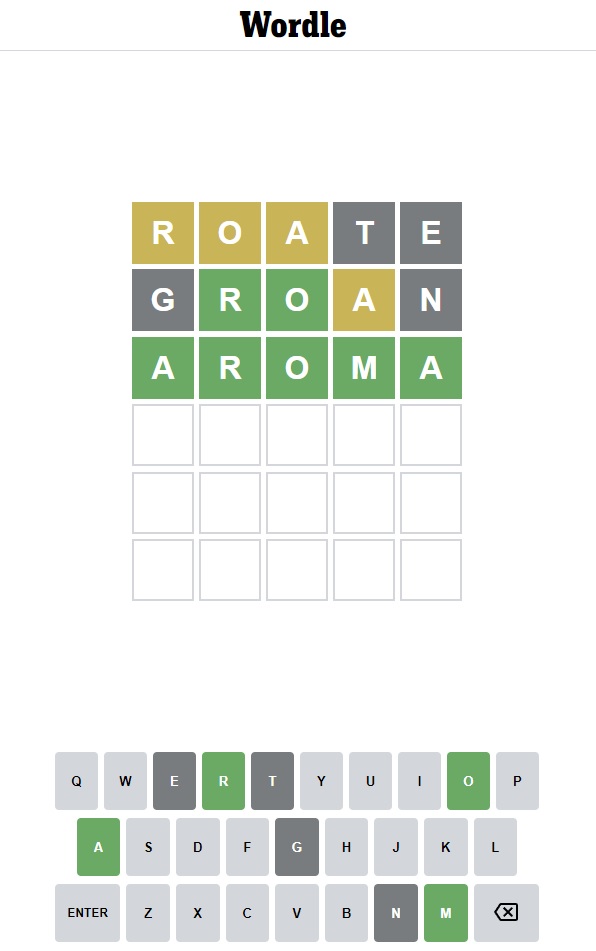 Wordle
R O A T E
G R O A N
A R O M A
Q W E R T Y U I O P
A S D F G H J K L
ENTER Z X C V B N M